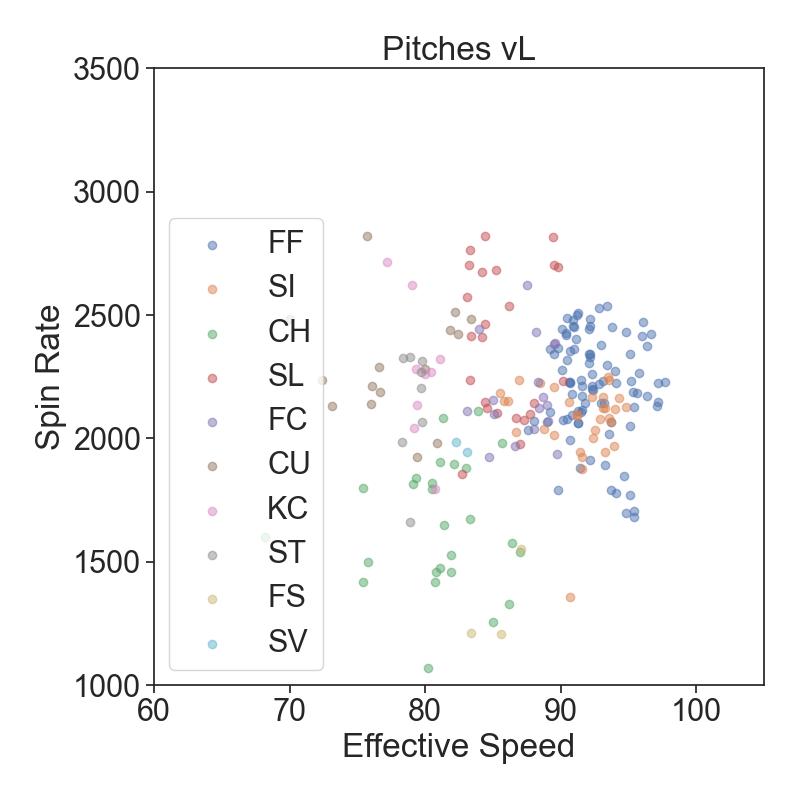 Pitches vL
3500
3000
2500
2000
1500
1000
Spin Rate
FF
SI
CH
SL
FC
CU
KC
ST
FS
SV
60 70 80 90 100
Effective Speed